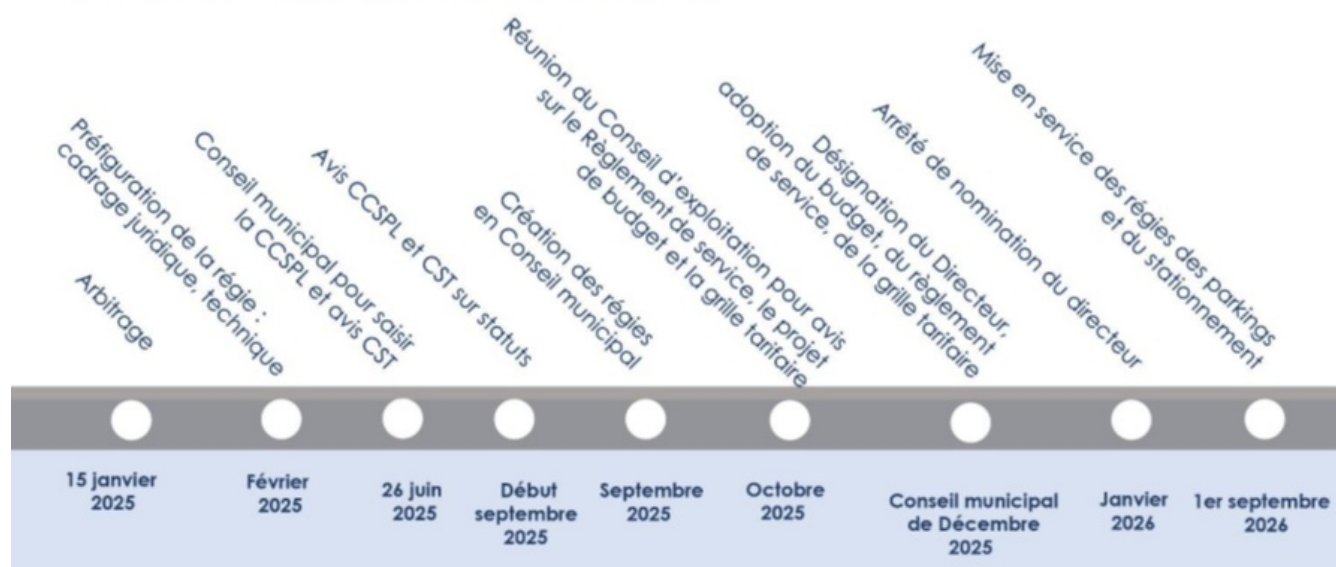 Arbitrage
Préfiguration de la régie :
cadrage juridique, technique
Conseil municipal pour saisir
la CCSPL et avis CST
Avis CCSPL et CST sur statuts
Création des régies
en Conseil municipal
Réunion du Conseil d'exploitation pour avis
sur le Règlement de service, le projet
de budget et la grille tarifaire
Désignation du Directeur,
adoption du budget, du règlement
de service, de la grille tarifaire
Arrêté de nomination du directeur
Mise en service des régies des parkings
et du stationnement
15 janvier
2025
Février
2025
26 juin
2025
Début
septembre
2025
Septembre
2025
Octobre
2025
Conseil municipal
de Décembre
2025
Janvier
2026
1er septembre
2026